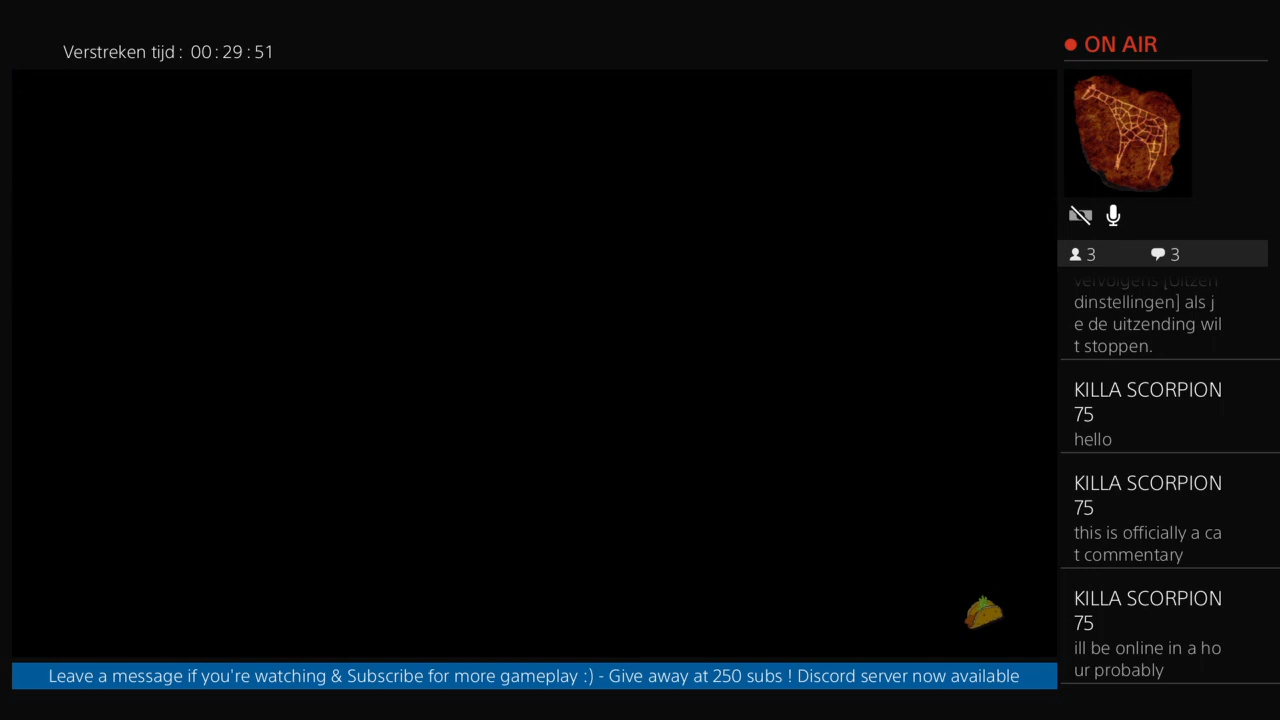 Verstreken tijd : 00:29:51
ON AIR
3 3
vervolgens [Uitzen
dinstellingen] als j
e de uitzending wil
t stoppen.
KILLA SCORPION
75
hello
KILLA SCORPION
75
this is officially a ca
t commentary
KILLA SCORPION
75
ill be online in a ho
ur probably
Leave a message if you're watching & Subscribe for more gameplay :) - Give away at 250 subs ! Discord server now available